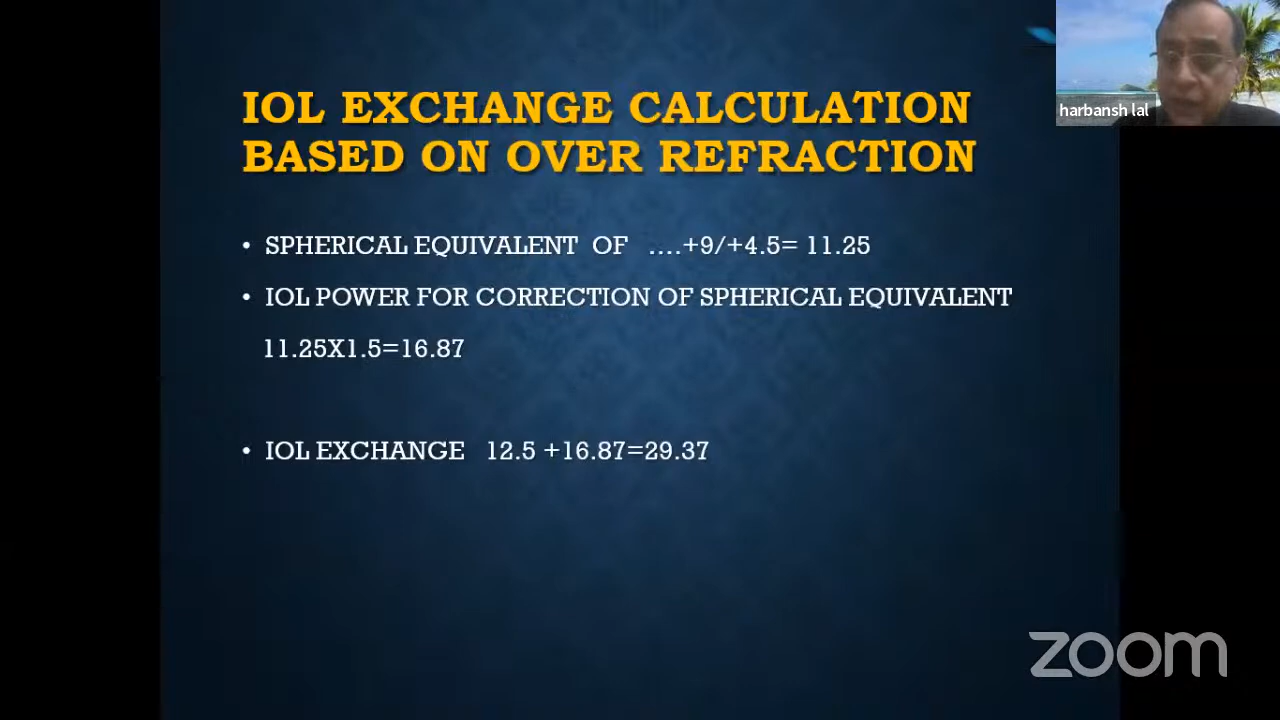 IOL EXCHANGE CALCULATION
BASED ON OVER REFRACTION
harbansh lal
• SPHERICAL EQUIVALENT OF ....+9/+4.5= 11.25
• IOL POWER FOR CORRECTION OF SPHERICAL EQUIVALENT
11.25X1.5=16.87
• IOL EXCHANGE 12.5 +16.87=29.37
zoom